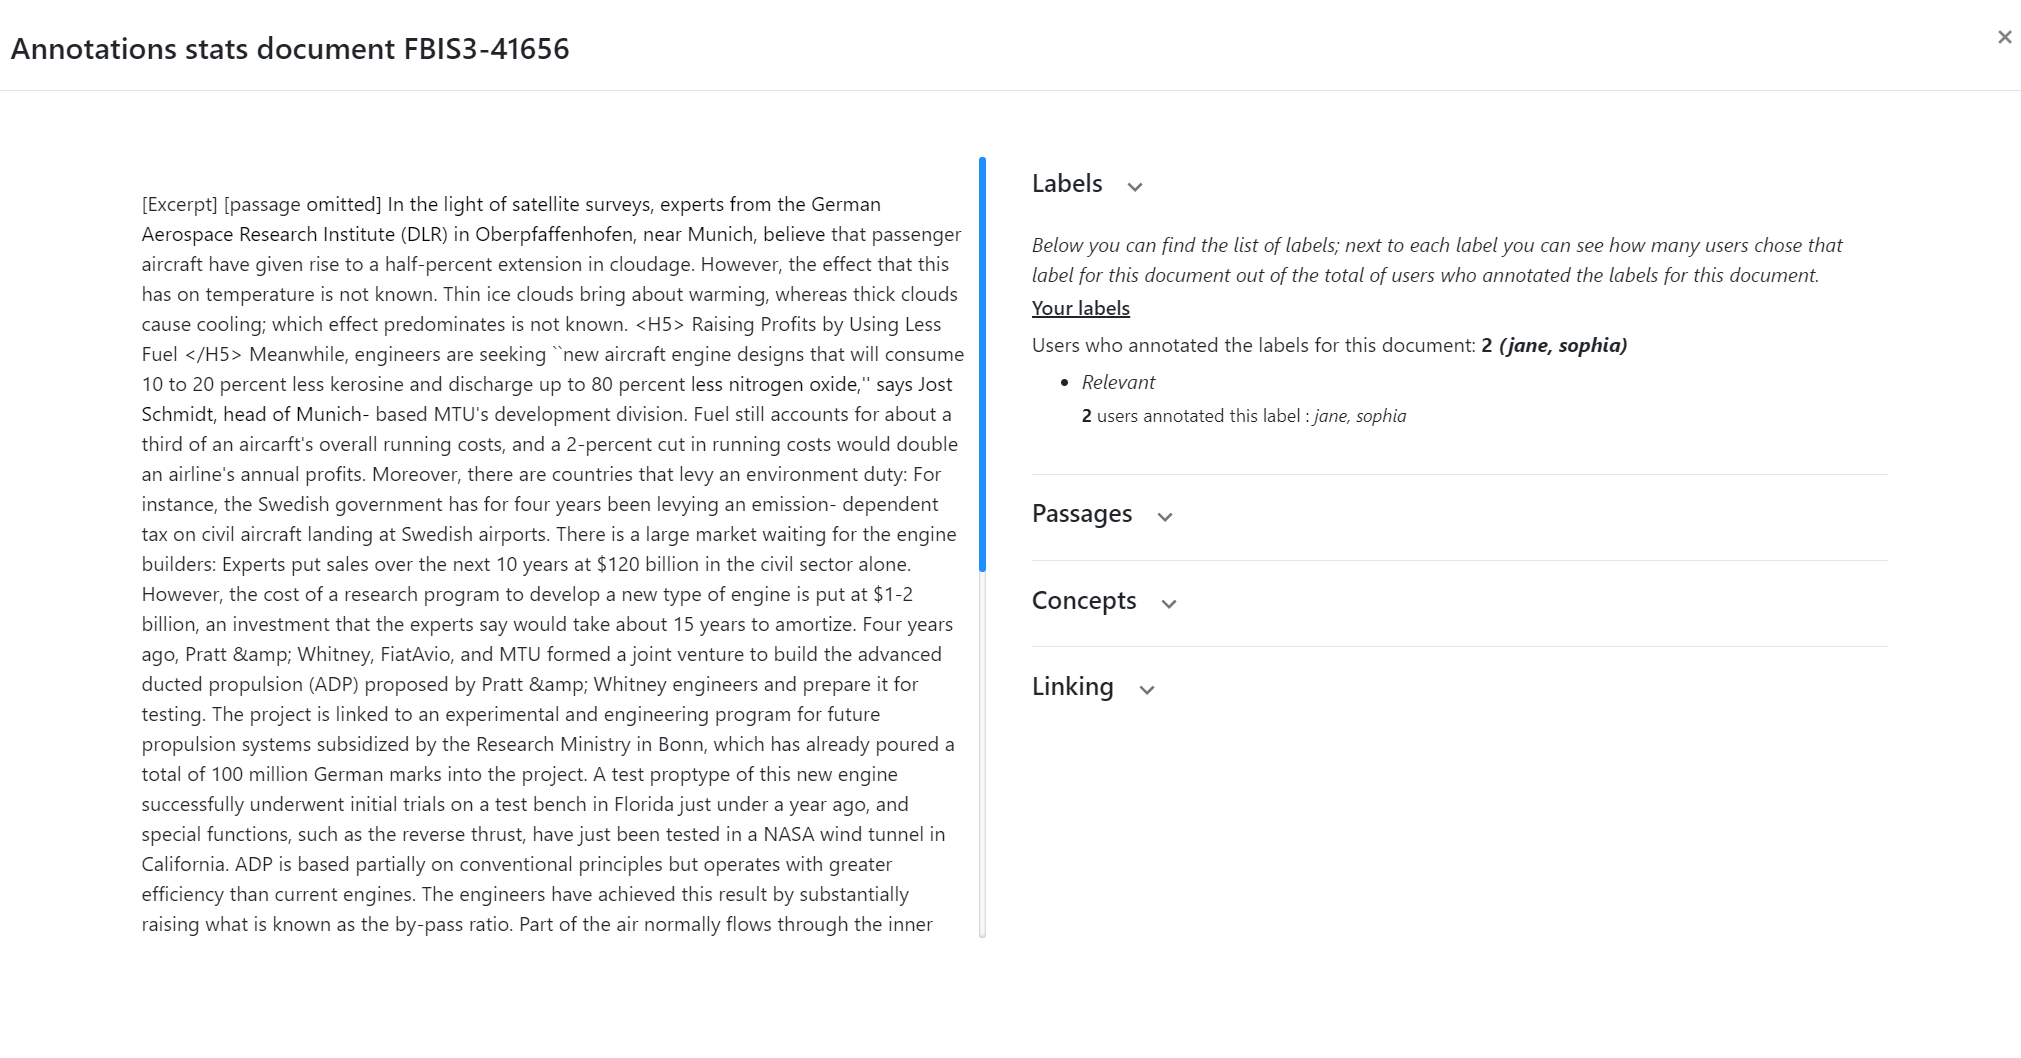 Annotations stats document FBIS3-41656
×
[Excerpt] [passage omitted] In the light of satellite surveys, experts from the German
Aerospace Research Institute (DLR) in Oberpfaffenhofen, near Munich, believe that passenger
aircraft have given rise to a half-percent extension in cloudage. However, the effect that this
has on temperature is not known. Thin ice clouds bring about warming, whereas thick clouds
cause cooling; which effect predominates is not known. <H5> Raising Profits by Using Less
Fuel </H5> Meanwhile, engineers are seeking ``new aircraft engine designs that will consume
10 to 20 percent less kerosine and discharge up to 80 percent less nitrogen oxide,'' says Jost
Schmidt, head of Munich- based MTU's development division. Fuel still accounts for about a
third of an aircarft's overall running costs, and a 2-percent cut in running costs would double
an airline's annual profits. Moreover, there are countries that levy an environment duty: For
instance, the Swedish government has for four years been levying an emission- dependent
tax on civil aircraft landing at Swedish airports. There is a large market waiting for the engine
builders: Experts put sales over the next 10 years at $120 billion in the civil sector alone.
However, the cost of a research program to develop a new type of engine is put at $1-2
billion, an investment that the experts say would take about 15 years to amortize. Four years
ago, Pratt &amp; Whitney, FiatAvio, and MTU formed a joint venture to build the advanced
ducted propulsion (ADP) proposed by Pratt &amp; Whitney engineers and prepare it for
testing. The project is linked to an experimental and engineering program for future
propulsion systems subsidized by the Research Ministry in Bonn, which has already poured a
total of 100 million German marks into the project. A test proptype of this new engine
successfully underwent initial trials on a test bench in Florida just under a year ago, and
special functions, such as the reverse thrust, have just been tested in a NASA wind tunnel in
California. ADP is based partially on conventional principles but operates with greater
efficiency than current engines. The engineers have achieved this result by substantially
raising what is known as the by-pass ratio. Part of the air normally flows through the inner
Labels
Below you can find the list of labels; next to each label you can see how many users chose that
label for this document out of the total of users who annotated the labels for this document.
Your labels
Users who annotated the labels for this document: 2 (jane, sophia)
• Relevant
2 users annotated this label : jane, sophia
Passages
Concepts
Linking